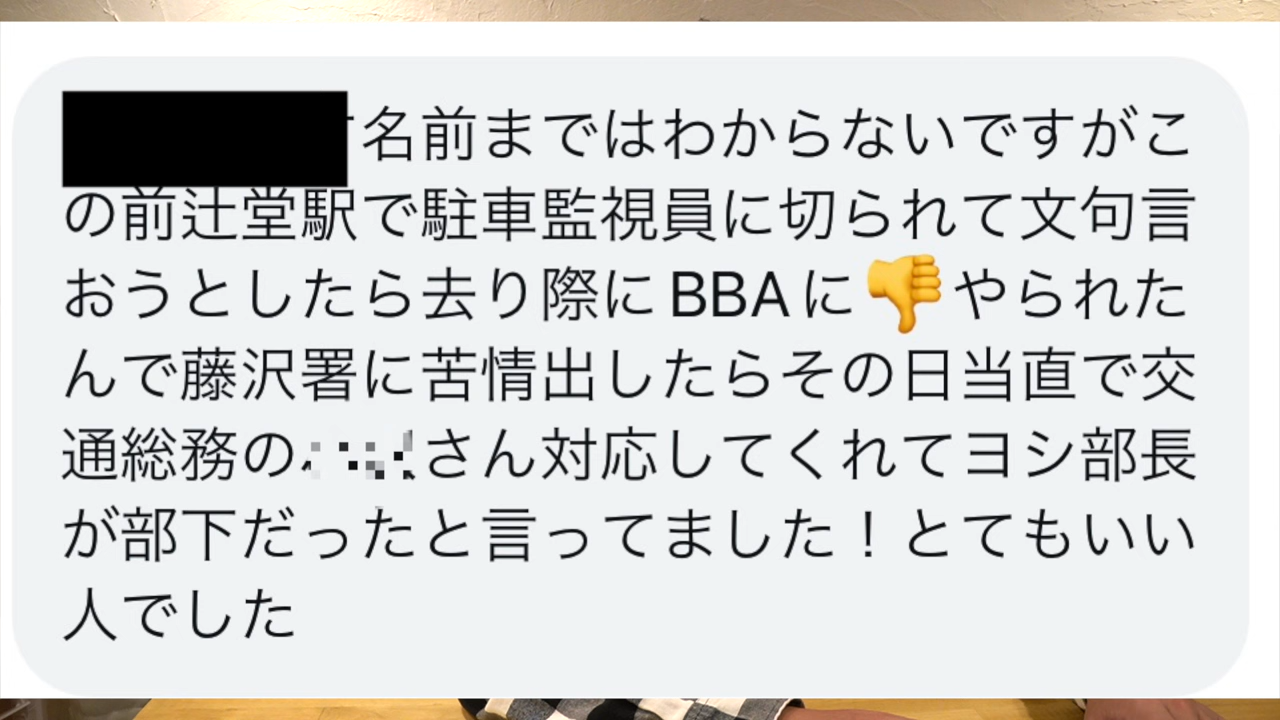 名前まではわからないですがこ
の前辻堂駅で駐車監視員に切られて文句言
おうとしたら去り際にBBAに👎やられた
んで藤沢署に苦情出したらその日当直で交
通総務の さん対応してくれてヨシ部長
が部下だったと言ってました！とてもいい
人でした